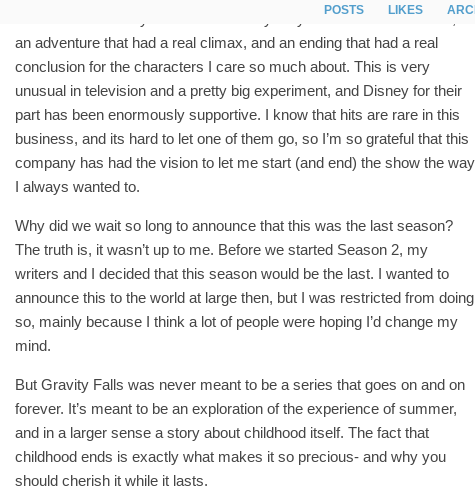 POSTS LIKES
an adventure that had a real climax, and an ending that had a real
conclusion for the characters I care so much about. This is very
unusual in television and a pretty big experiment, and Disney for their
part has been enormously supportive. I know that hits are rare in this
business, and its hard to let one of them go, so I’m so grateful that this
company has had the vision to let me start (and end) the show the way
I always wanted to.
Why did we wait so long to announce that this was the last season?
The truth is, it wasn’t up to me. Before we started Season 2, my
writers and I decided that this season would be the last. I wanted to
announce this to the world at large then, but I was restricted from doing
so, mainly because I think a lot of people were hoping I’d change my
mind.
But Gravity Falls was never meant to be a series that goes on and on
forever. It’s meant to be an exploration of the experience of summer,
and in a larger sense a story about childhood itself. The fact that
childhood ends is exactly what makes it so precious- and why you
should cherish it while it lasts.